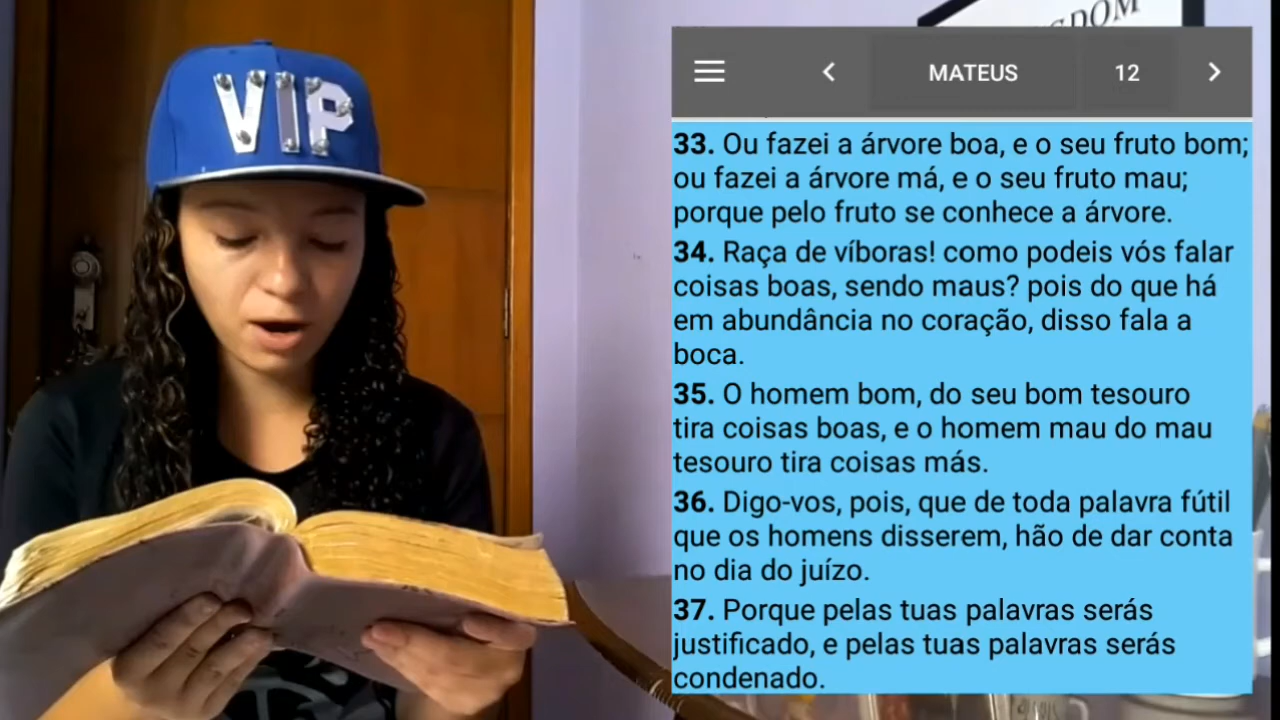 VIP
SDOM
MATEUS 12
33. Ou fazei a árvore boa, e o seu fruto bom;
ou fazei a árvore má, e o seu fruto mau;
porque pelo fruto se conhece a árvore.
34. Raça de víboras! como podeis vós falar
coisas boas, sendo maus? pois do que há
em abundância no coração, disso fala a
boca.
35. O homem bom, do seu bom tesouro
tira coisas boas, e o homem mau do mau
tesouro tira coisas más.
36. Digo-vos, pois, que de toda palavra fútil
que os homens disserem, hão de dar conta
no dia do juízo.
37. Porque pelas tuas palavras serás
justificado, e pelas tuas palavras serás
condenado.